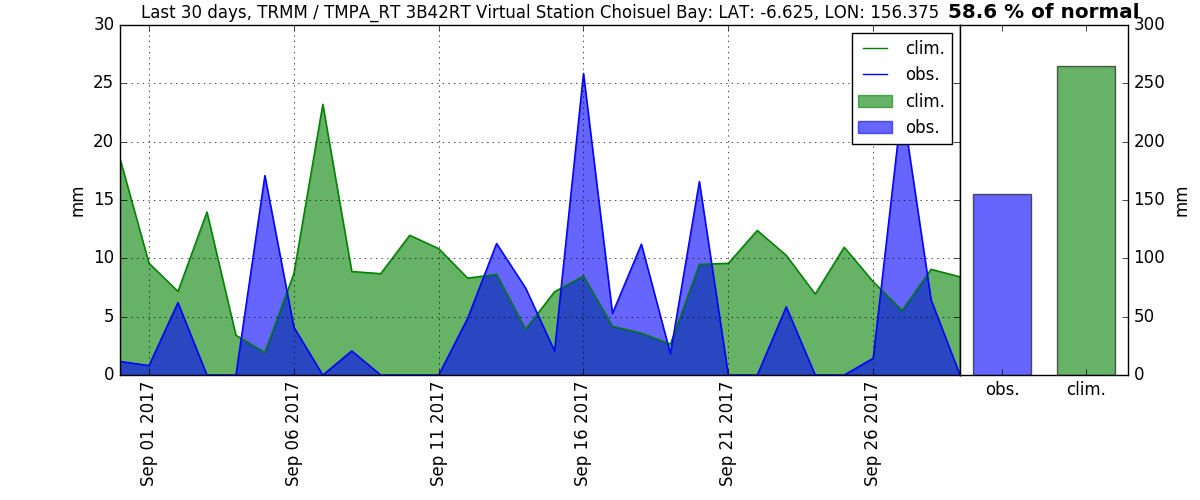 Last 30 days, TRMM / TMPA_RT 3B42RT Virtual Station Choisuel Bay: LAT: -6.625, LON: 156.375 58.6 % of normal
30
25
20
15
10
5
0
mm
clim.
obs.
clim.
obs.
300
250
200
150
100
50
0
mm
Sep 01 2017
Sep 06 2017
Sep 11 2017
Sep 16 2017
Sep 21 2017
Sep 26 2017
obs.
clim.